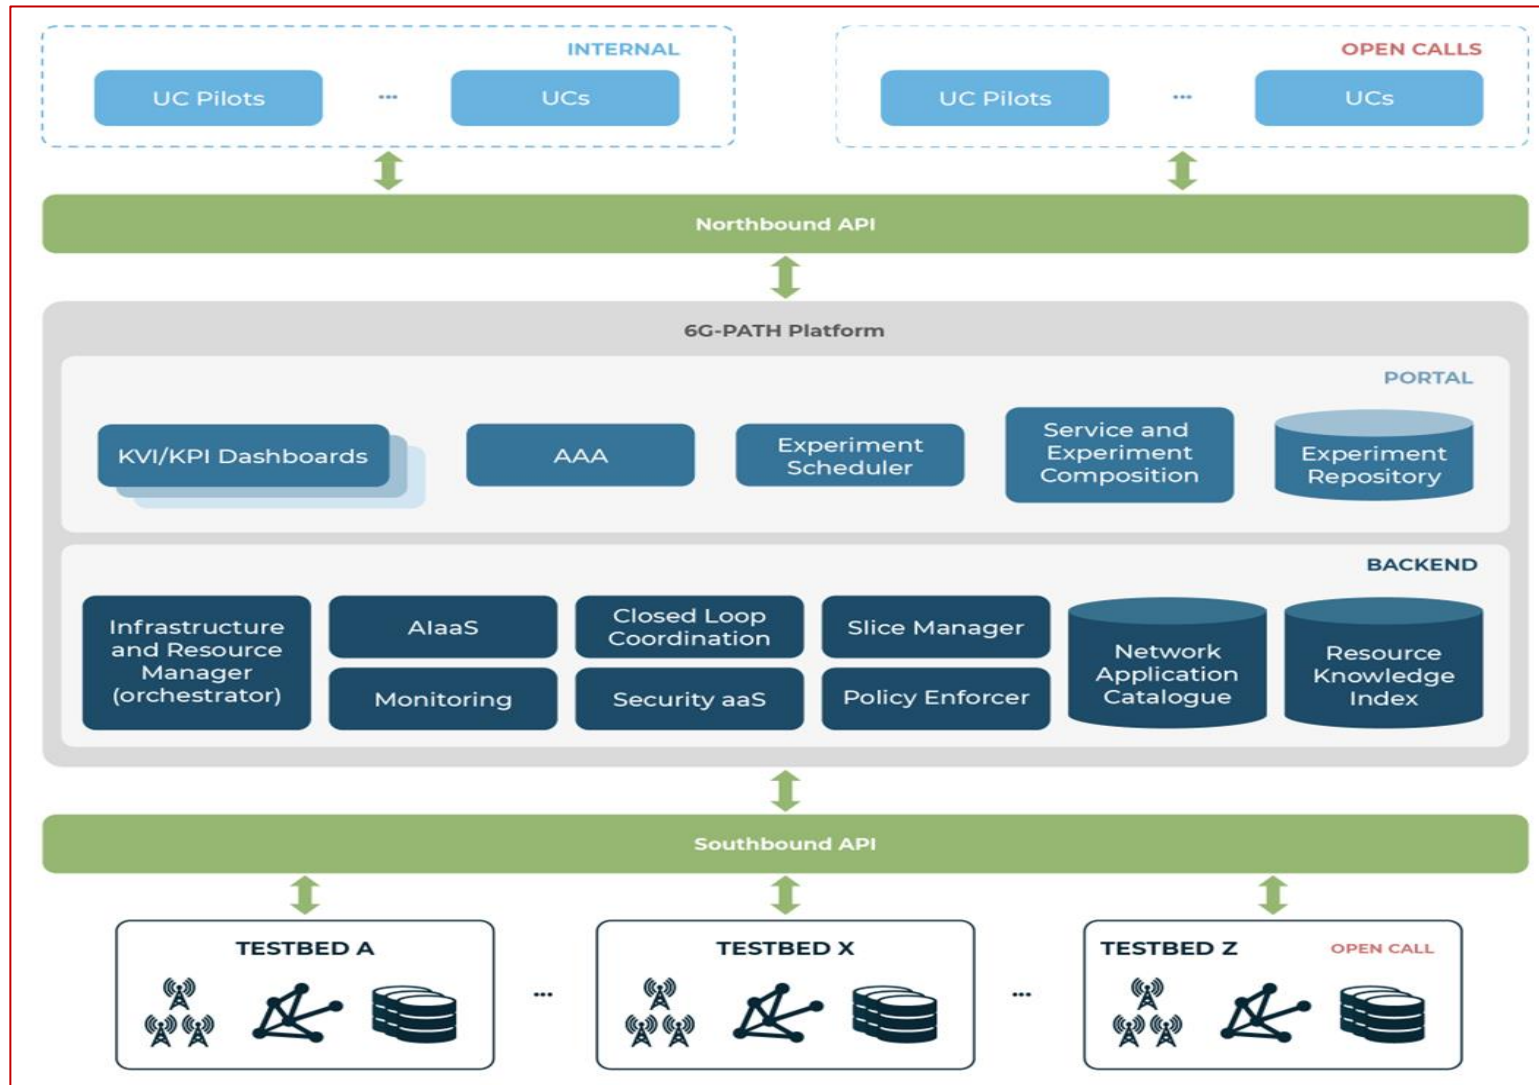 INTERNAL
UC Pilots
...
UCs
OPEN CALLS
UC Pilots
...
UCs
Northbound API
6G-PATH Platform
PORTAL
KVI/KPI Dashboards
AAA
Experiment
Scheduler
Service and
Experiment
Composition
Experiment
Repository
BACKEND
Infrastructure
and Resource
Manager
(orchestrator)
AIaaS
Monitoring
Closed Loop
Coordination
Security aaS
Slice Manager
Policy Enforcer
Network
Application
Catalogue
Resource
Knowledge
Index
Southbound API
TESTBED A
...
TESTBED X
...
TESTBED Z
OPEN CALL